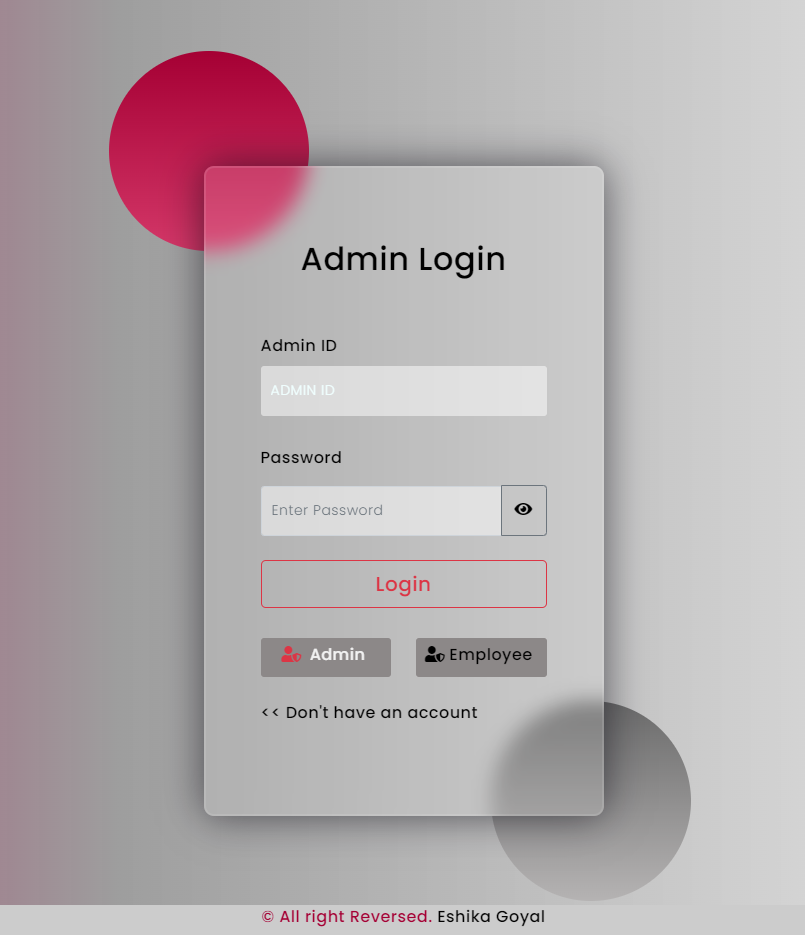 Admin Login
Admin ID
ADMIN ID
Password
Enter Password
Login
Admin Employee
<< Don't have an account
© All right Reversed. Eshika Goyal